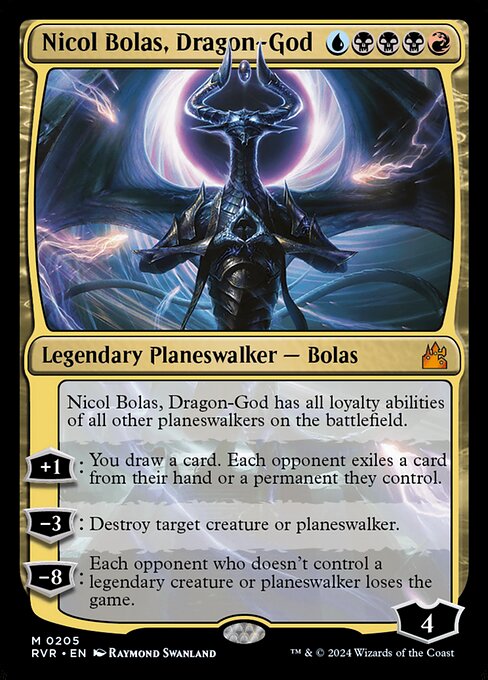 Nicol Bolas, Dragon-God
Legendary Planeswalker — Bolas
Nicol Bolas, Dragon-God has all loyalty abilities
of all other planeswalkers on the battlefield.
+1 : You draw a card. Each opponent exiles a card
from their hand or a permanent they control.
−3 : Destroy target creature or planeswalker.
−8 : Each opponent who doesn't control a
legendary creature or planeswalker loses the
game.
4
M 0205
RVR • EN Raymond Swanland
™ & © 2024 Wizards of the Coast